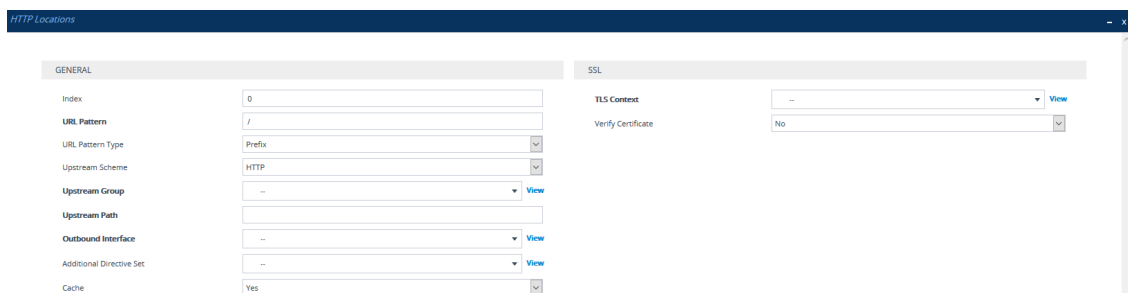 HTTP Locations
– x
GENERAL
Index 0
URL Pattern /
URL Pattern Type Prefix
Upstream Scheme HTTP
Upstream Group -- View
Upstream Path
Outbound Interface -- View
Additional Directive Set -- View
Cache Yes
SSL
TLS Context -- View
Verify Certificate No